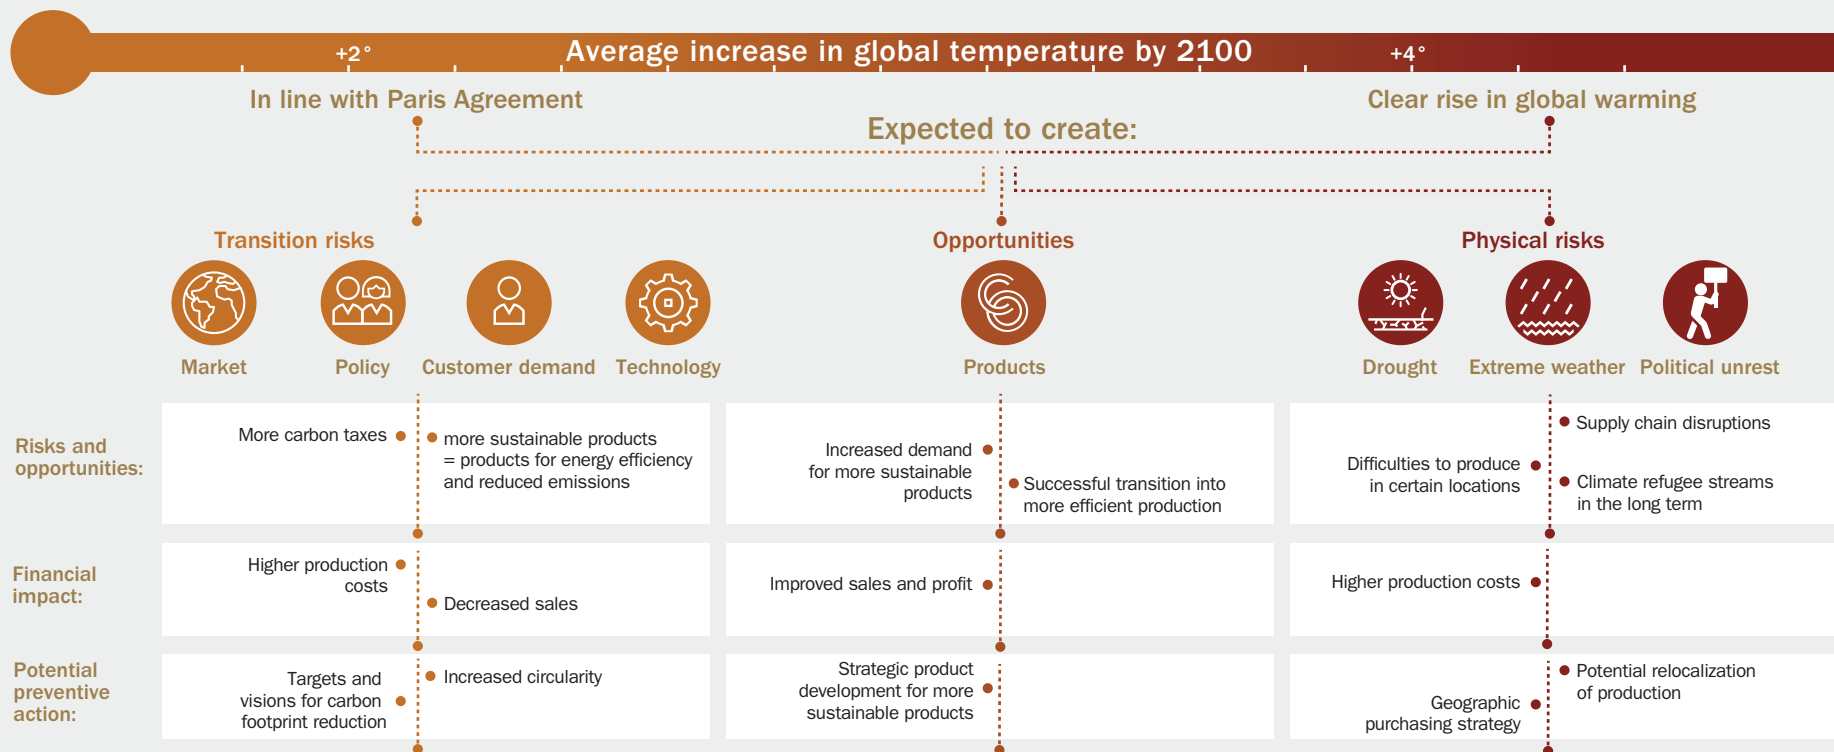 Average increase in global temperature by 2100
+2°
+4°
In line with Paris Agreement
Clear rise in global warming
Expected to create:
Transition risks
Opportunities
Physical risks
Market
Policy
Customer demand
Technology
Products
Drought
Extreme weather
Political unrest
Risks and
opportunities:
More carbon taxes
more sustainable products
= products for energy efficiency
and reduced emissions
Increased demand
for more sustainable
products
Successful transition into
more efficient production
Difficulties to produce
in certain locations
Supply chain disruptions
Climate refugee streams
in the long term
Financial
impact:
Higher production
costs
Decreased sales
Improved sales and profit
Higher production costs
Potential
preventive
action:
Targets and
visions for carbon
footprint reduction
Increased circularity
Strategic product
development for more
sustainable products
Geographic
purchasing strategy
Potential relocalization
of production